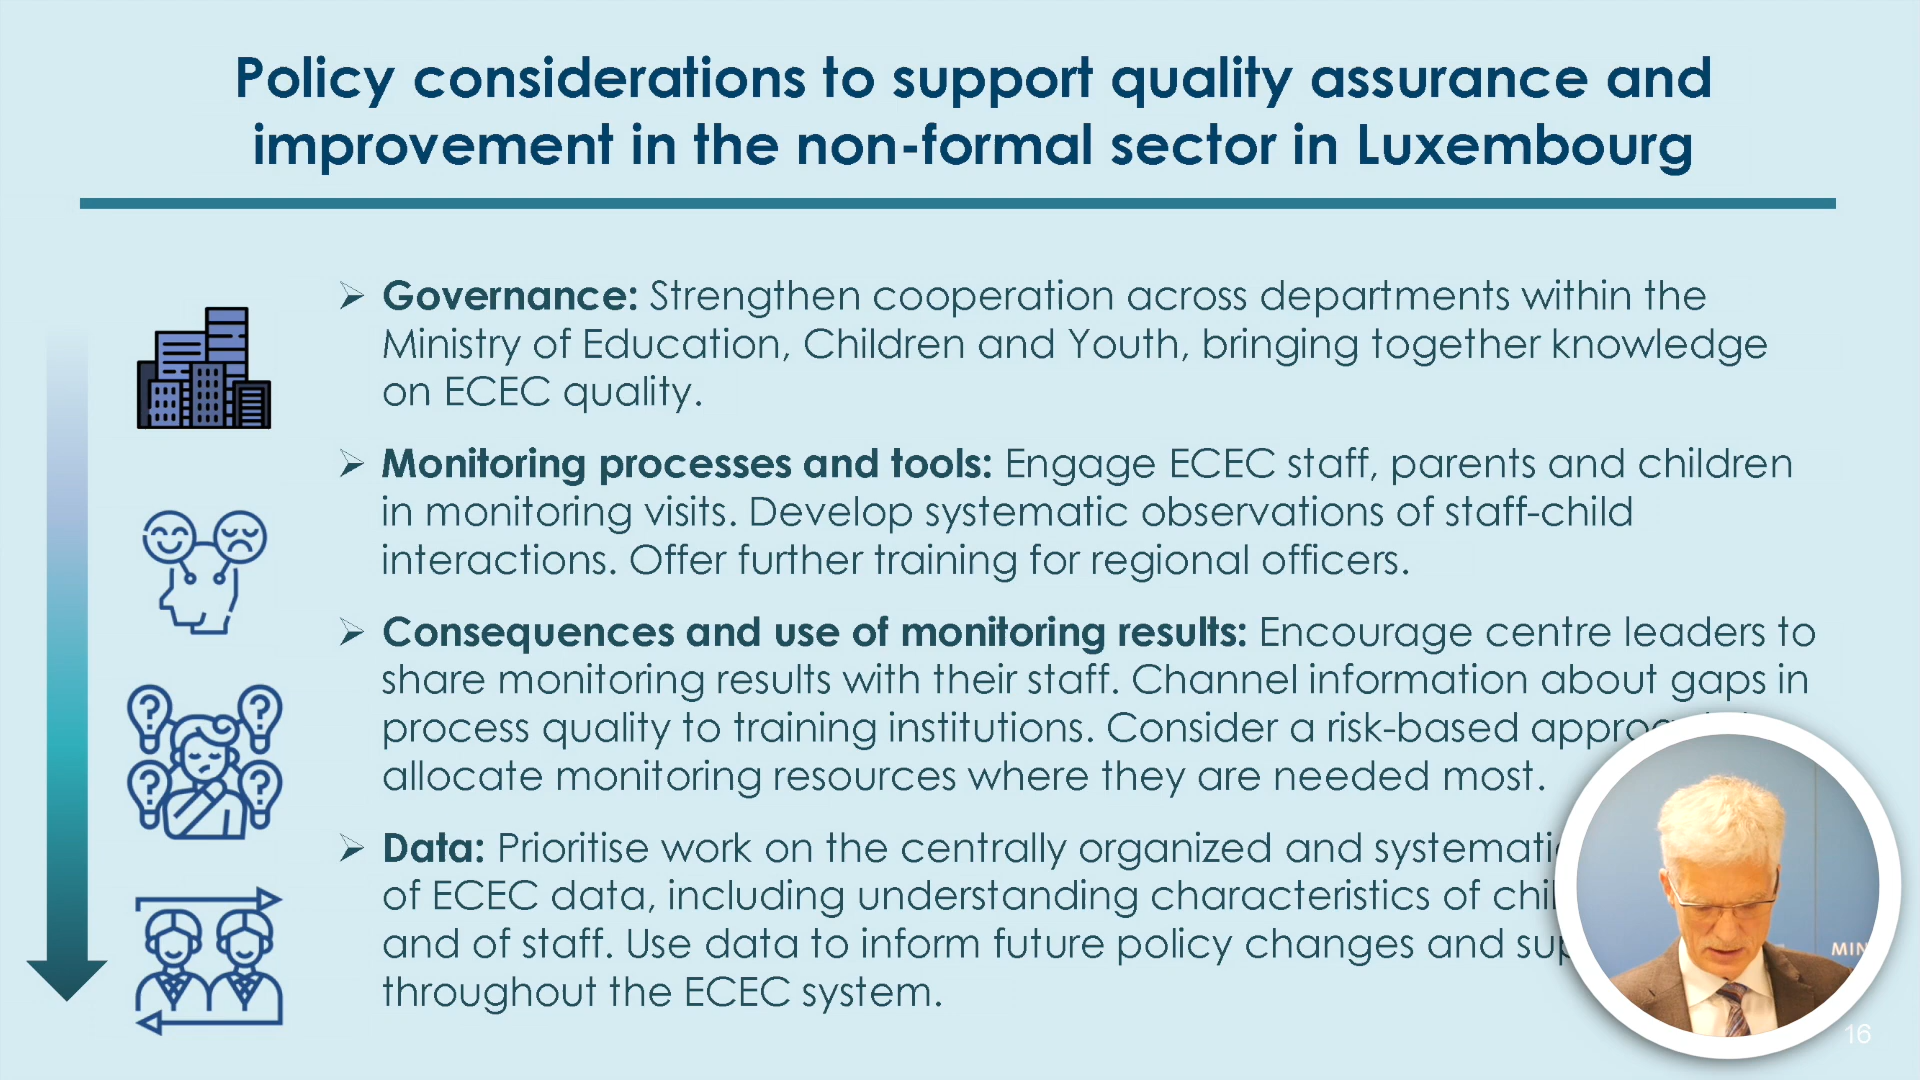 Policy considerations to support quality assurance and
improvement in the non-formal sector in Luxembourg
➢ Governance: Strengthen cooperation across departments within the
Ministry of Education, Children and Youth, bringing together knowledge
on ECEC quality.
➢ Monitoring processes and tools: Engage ECEC staff, parents and children
in monitoring visits. Develop systematic observations of staff-child
interactions. Offer further training for regional officers.
➢ Consequences and use of monitoring results: Encourage centre leaders to
share monitoring results with their staff. Channel information about gaps in
process quality to training institutions. Consider a risk-based
allocate monitoring resources where they are needed most.
➢ Data: Prioritise work on the centrally organized and
of ECEC data, including understanding characteristics of
and of staff. Use data to inform future policy changes and
throughout the ECEC system.
MIN
16